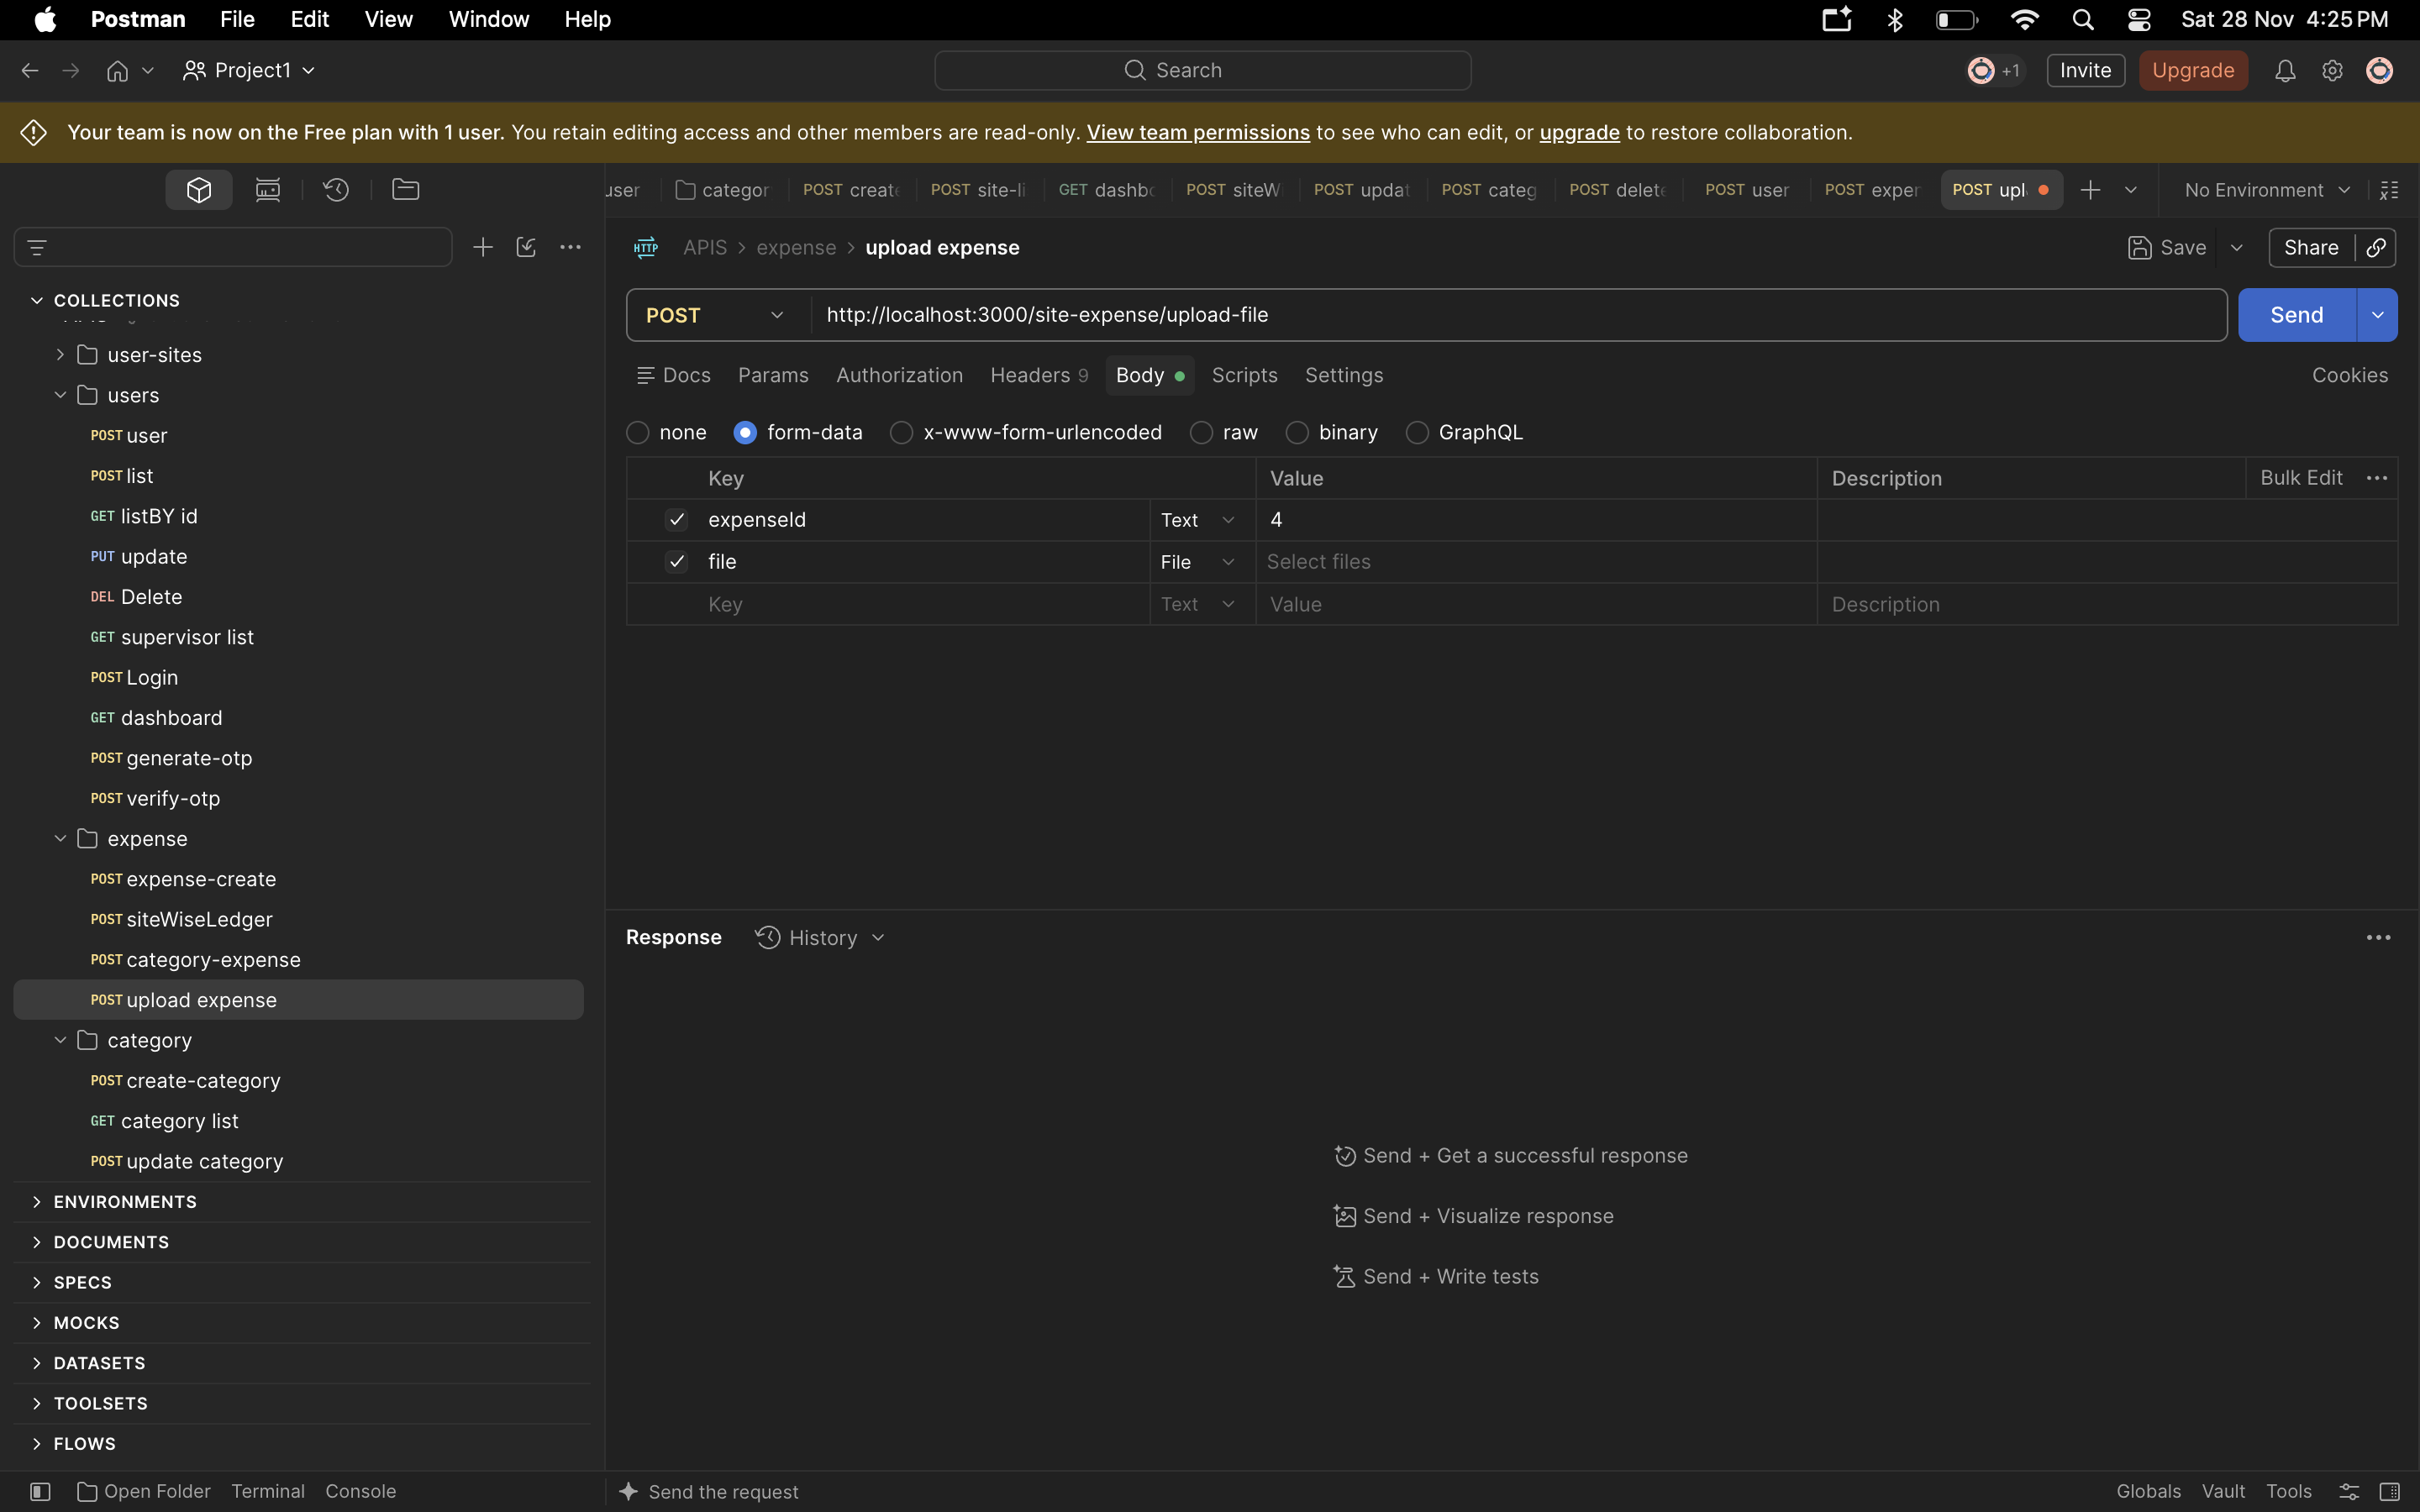 Postman File Edit View Window Help Sat 28 Nov 4:25 PM
Project1 Search +1 Invite Upgrade
Your team is now on the Free plan with 1 user. You retain editing access and other members are read-only. View team permissions to see who can edit, or upgrade to restore collaboration.
user categor POST create POST site-li GET dashbo POST siteW POST updat POST categ POST delete POST user POST exper POST upl No Environment
HTTP APIS > expense > upload expense Save Share
COLLECTIONS
POST http://localhost:3000/site-expense/upload-file Send
user-sites
users
POST user
POST list
GET listBY id
PUT update
DEL Delete
GET supervisor list
POST Login
GET dashboard
POST generate-otp
POST verify-otp
expense
POST expense-create
POST siteWiseLedger
POST category-expense
POST upload expense
category
POST create-category
GET category list
POST update category
ENVIRONMENTS
DOCUMENTS
SPECS
MOCKS
DATASETS
TOOLSETS
FLOWS
Docs Params Authorization Headers 9 Body Scripts Settings Cookies
none form-data x-www-form-urlencoded raw binary GraphQL
Key Value Description Bulk Edit
expenseId Text 4
file File Select files
Key Text Value Description
Response History
Send + Get a successful response
Send + Visualize response
Send + Write tests
Open Folder Terminal Console Send the request Globals Vault Tools